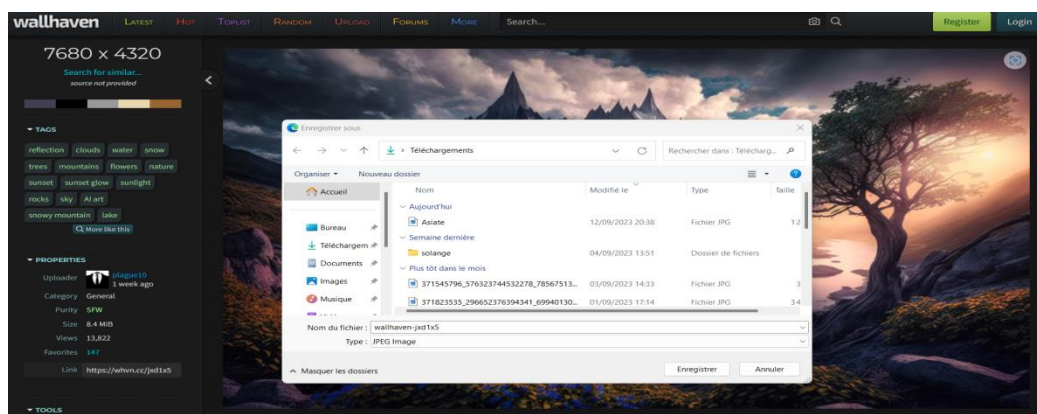 wallhaven Latest Hot Toplist Random Upload Forums More Search... Register Login
7680 × 4320
Search for similar...
source not provided
TAGS
reflection clouds water snow
trees mountains flowers nature
sunset sunset glow sunlight
rocks sky AI art
snowy mountain lake
More like this
PROPERTIES
Uploader plague10
1 week ago
Category General
Purity SFW
Size 8.4 MiB
Views 13,822
Favorites 147
Link https://whvn.cc/jxd1x5
TOOLS
Enregistrer sous
Téléchargements
Rechercher dans : Télécharg...
Organiser Nouveau dossier
Accueil
Bureau
Téléchargem
Documents
Images
Musique
Nom Modifié le Type Taille
Aujourd'hui
Asiate 12/09/2023 20:38 Fichier JPG 12
Semaine dernière
solange 04/09/2023 13:51 Dossier de fichiers
Plus tôt dans le mois
371545796_576323744532278_78567513... 03/09/2023 14:33 Fichier JPG 3
371823535_296652376394341_69940130... 01/09/2023 17:14 Fichier JPG 34
Nom du fichier : wallhaven-jxd1x5
Type : JPEG Image
Masquer les dossiers Enregistrer Annuler